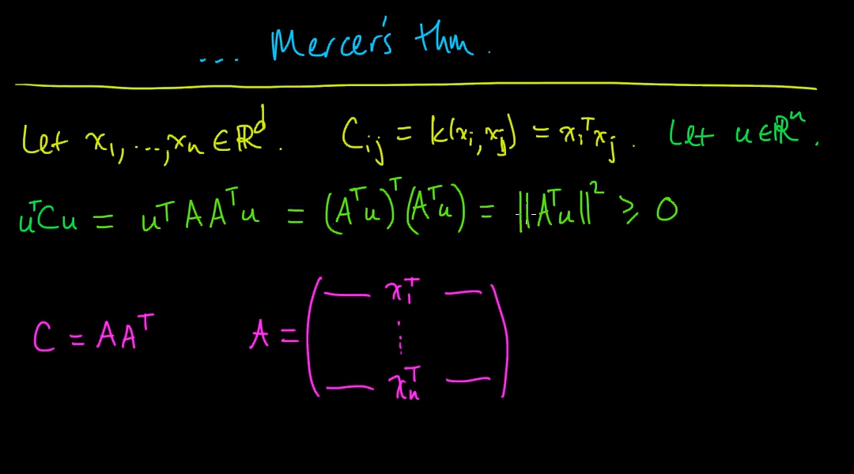 ... Mercer's thm.
Let x₁, ..., xₙ ∈ ℝᵈ. Cᵢⱼ = k(xᵢ, xⱼ) = xᵢᵀxⱼ. Let u ∈ ℝⁿ.
uᵀCu = uᵀAAᵀu = (Aᵀu)ᵀ(Aᵀu) = ||Aᵀu||² ⩾ 0
C = AAᵀ A = ( — x₁ᵀ — ⋮ — xₙᵀ — )